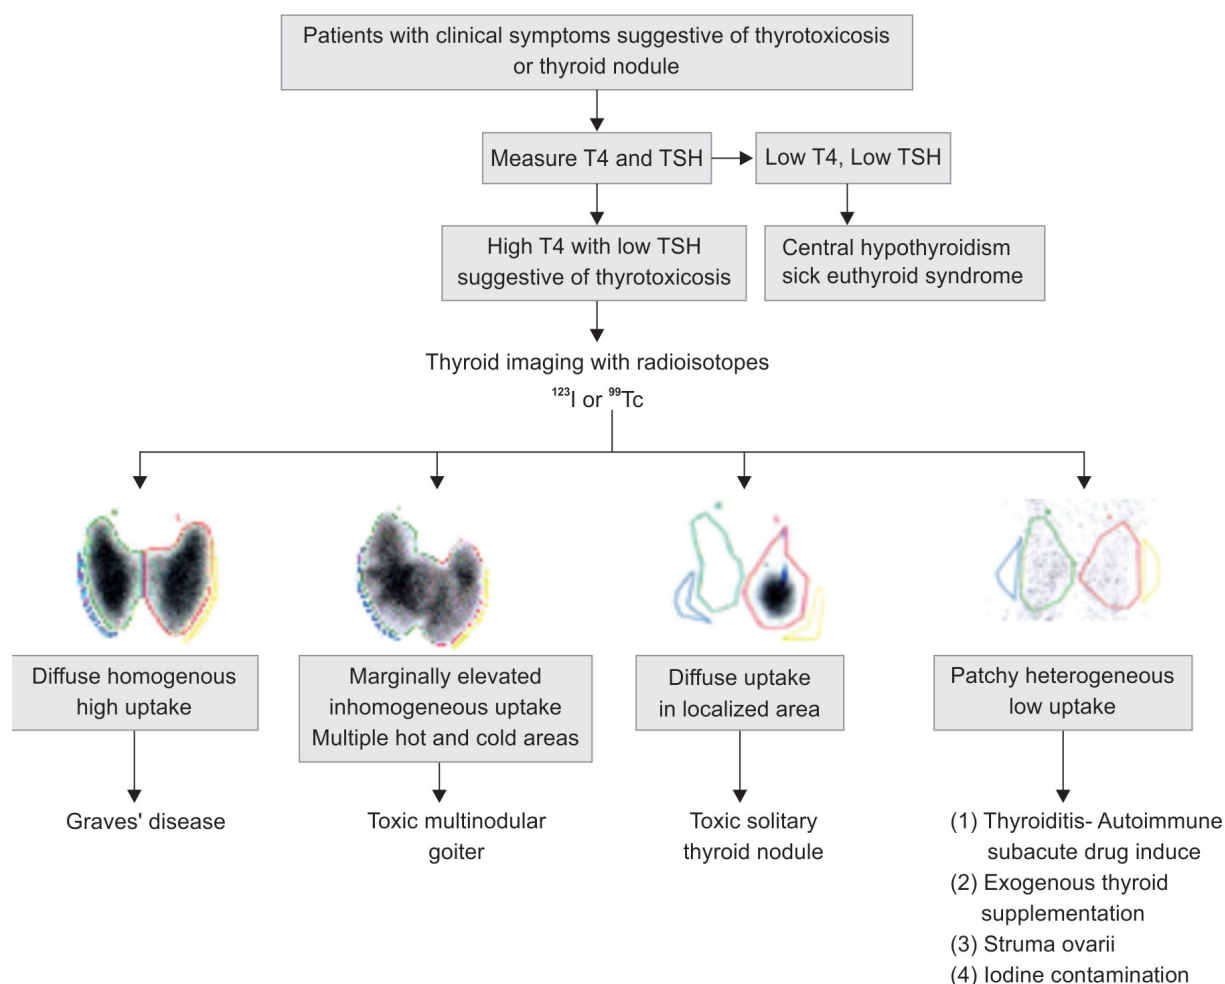 Patients with clinical symptoms suggestive of thyrotoxicosis
or thyroid nodule
Measure T4 and TSH
Low T4, Low TSH
High T4 with low TSH
suggestive of thyrotoxicosis
Central hypothyroidism
sick euthyroid syndrome
Thyroid imaging with radioisotopes
¹²³I or ⁹⁹Tc
Diffuse homogenous
high uptake
Marginally elevated
inhomogeneous uptake
Multiple hot and cold areas
Diffuse uptake
in localized area
Patchy heterogeneous
low uptake
Graves' disease
Toxic multinodular
goiter
Toxic solitary
thyroid nodule
(1) Thyroiditis- Autoimmune
subacute drug induce
(2) Exogenous thyroid
supplementation
(3) Struma ovarii
(4) Iodine contamination